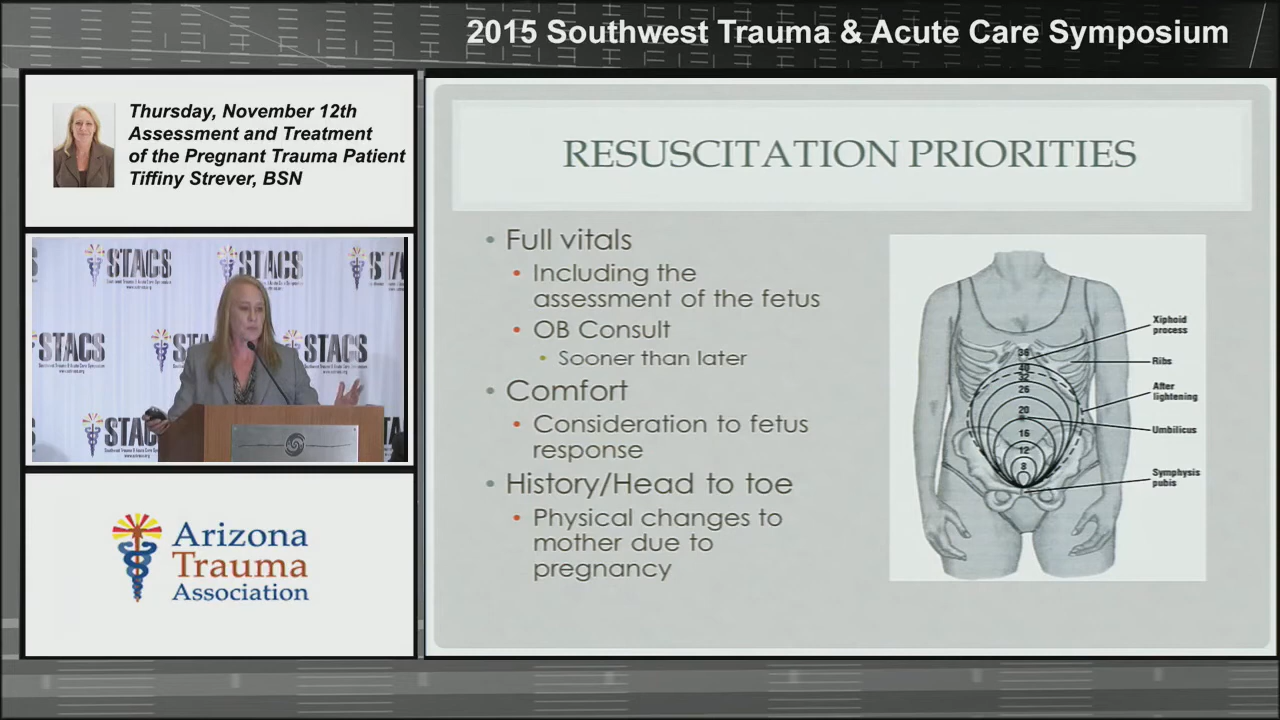 2015 Southwest Trauma & Acute Care Symposium
Thursday, November 12th
Assessment and Treatment
of the Pregnant Trauma Patient
Tiffiny Strever, BSN
STACS
STACS
STACS
STACS
STACS
Arizona
Trauma
Association
RESUSCITATION PRIORITIES
• Full vitals
• Including the
assessment of the fetus
• OB Consult
• Sooner than later
• Comfort
• Consideration to fetus
response
• History/Head to toe
• Physical changes to
mother due to
pregnancy
Xiphoid
process
Ribs
After
lightening
Umbilicus
Symphysis
pubis
36
40
32
26
20
16
12
8